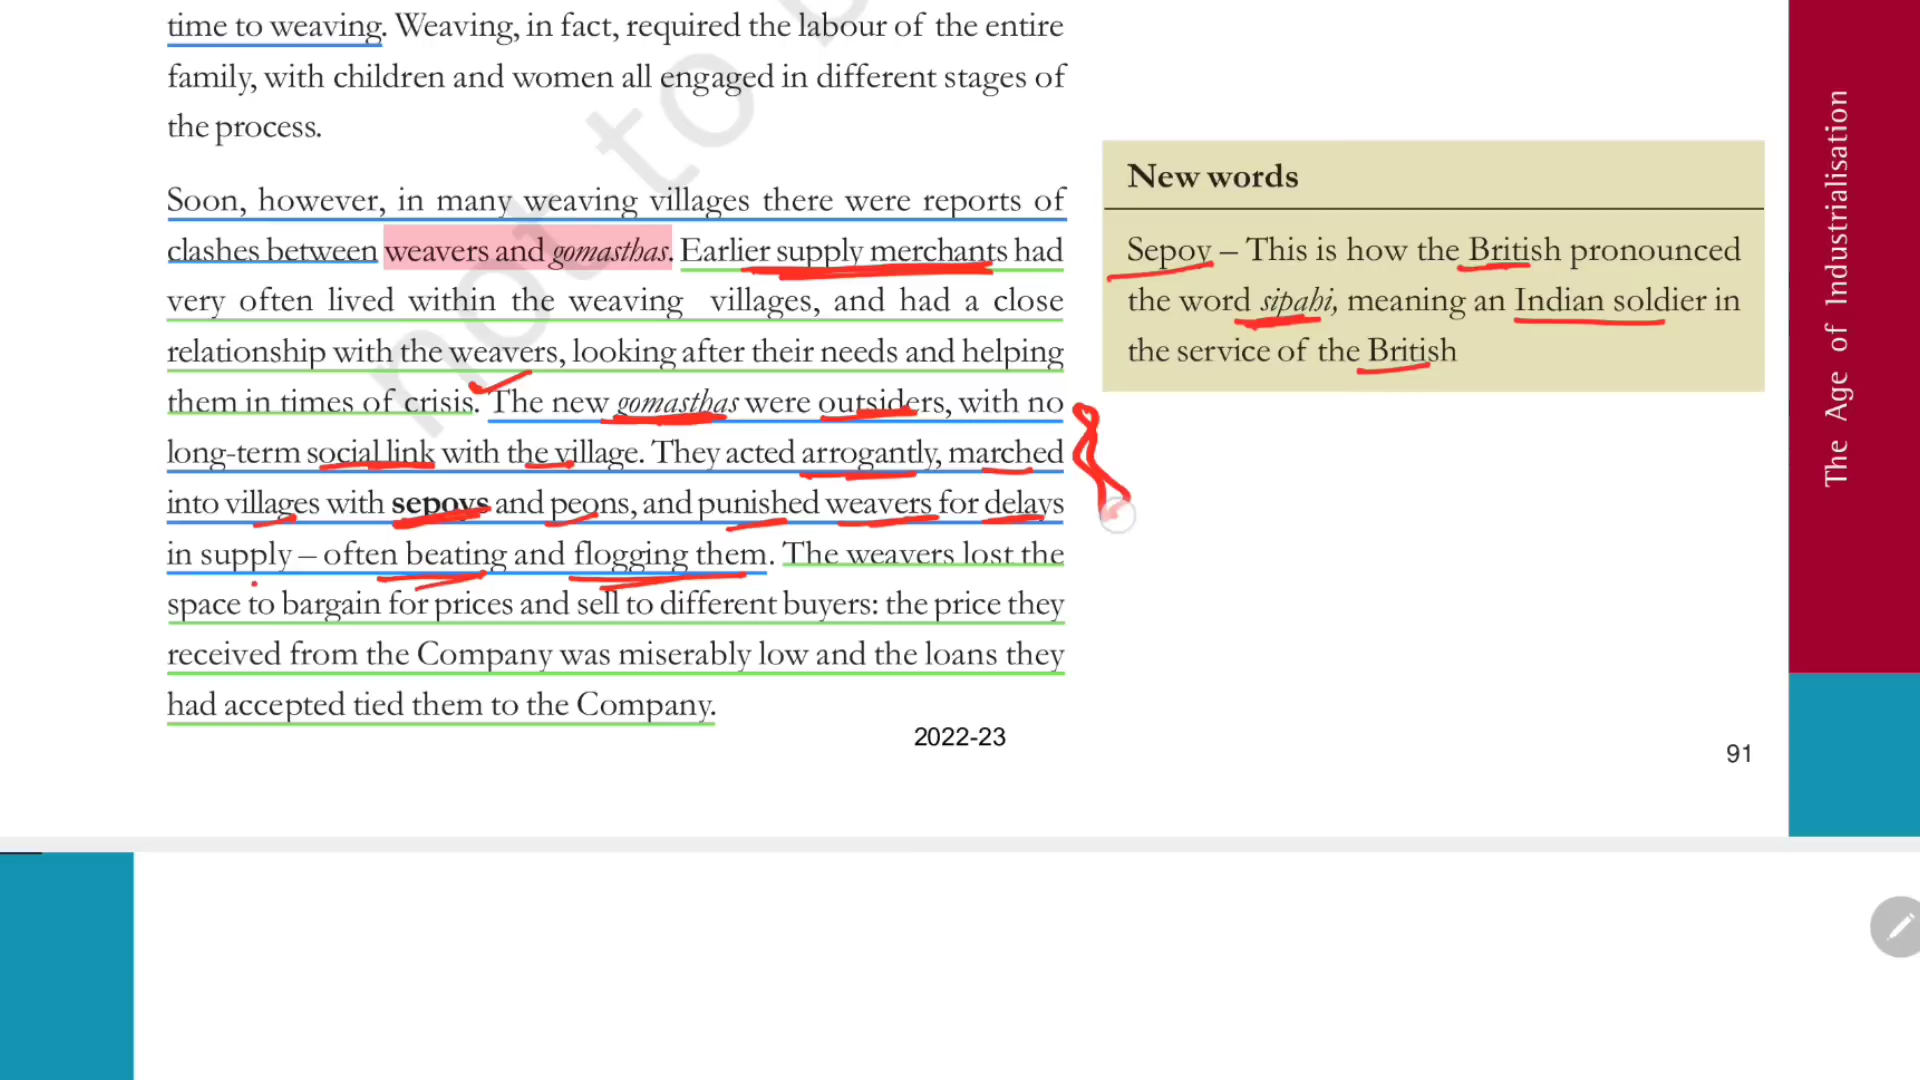 time to weaving. Weaving, in fact, required the labour of the entire
family, with children and women all engaged in different stages of
the process.
Soon, however, in many weaving villages there were reports of
clashes between weavers and gomasthas. Earlier supply merchants had
very often lived within the weaving villages, and had a close
relationship with the weavers, looking after their needs and helping
them in times of crisis. The new gomasthas were outsiders, with no
long-term social link with the village. They acted arrogantly, marched
into villages with sepoys and peons, and punished weavers for delays
in supply – often beating and flogging them. The weavers lost the
space to bargain for prices and sell to different buyers: the price they
received from the Company was miserably low and the loans they
had accepted tied them to the Company.
New words
Sepoy – This is how the British pronounced
the word sipahi, meaning an Indian soldier in
the service of the British
The Age of Industrialisation
2022-23
91
not to b